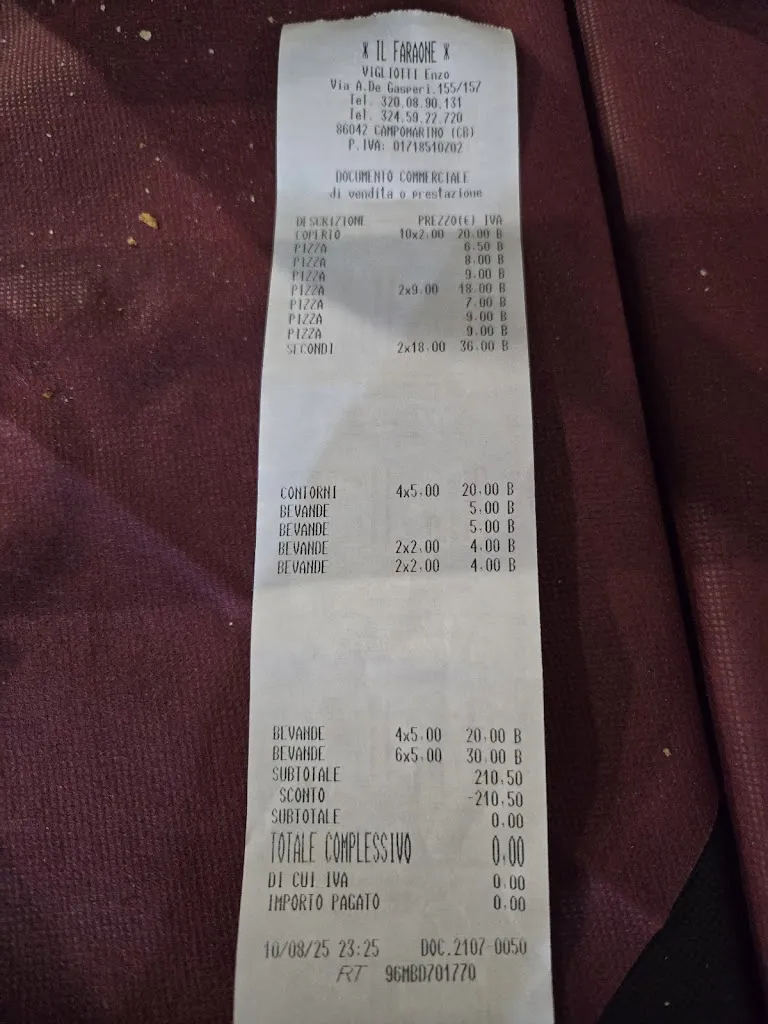 * IL FARAONE *
VIGLIOTTI Enzo
Via A.De Gasperi.155/157
Tel. 320.08.90.131
Tel. 324.59.22.720
86042 CAMPOMARINO (CB)
P.IVA: 01718510702
DOCUMENTO COMMERCIALE
di vendita o prestazione
DESCRIZIONE PREZZO(€) IVA
COPERTO 10x2,00 20,00 B
PIZZA 6,50 B
PIZZA 8,00 B
PIZZA 9,00 B
PIZZA 2x9,00 18,00 B
PIZZA 7,00 B
PIZZA 9,00 B
PIZZA 9,00 B
SECONDI 2x18,00 36,00 B
CONTORNI 4x5,00 20,00 B
BEVANDE 5,00 B
BEVANDE 5,00 B
BEVANDE 2x2,00 4,00 B
BEVANDE 2x2,00 4,00 B
BEVANDE 4x5,00 20,00 B
BEVANDE 6x5,00 30,00 B
SUBTOTALE 210,50
SCONTO -210,50
SUBTOTALE 0,00
TOTALE COMPLESSIVO 0,00
DI CUI IVA 0,00
IMPORTO PAGATO 0,00
10/08/25 23:25 DOC.2107-0050
RT 96MBD701770